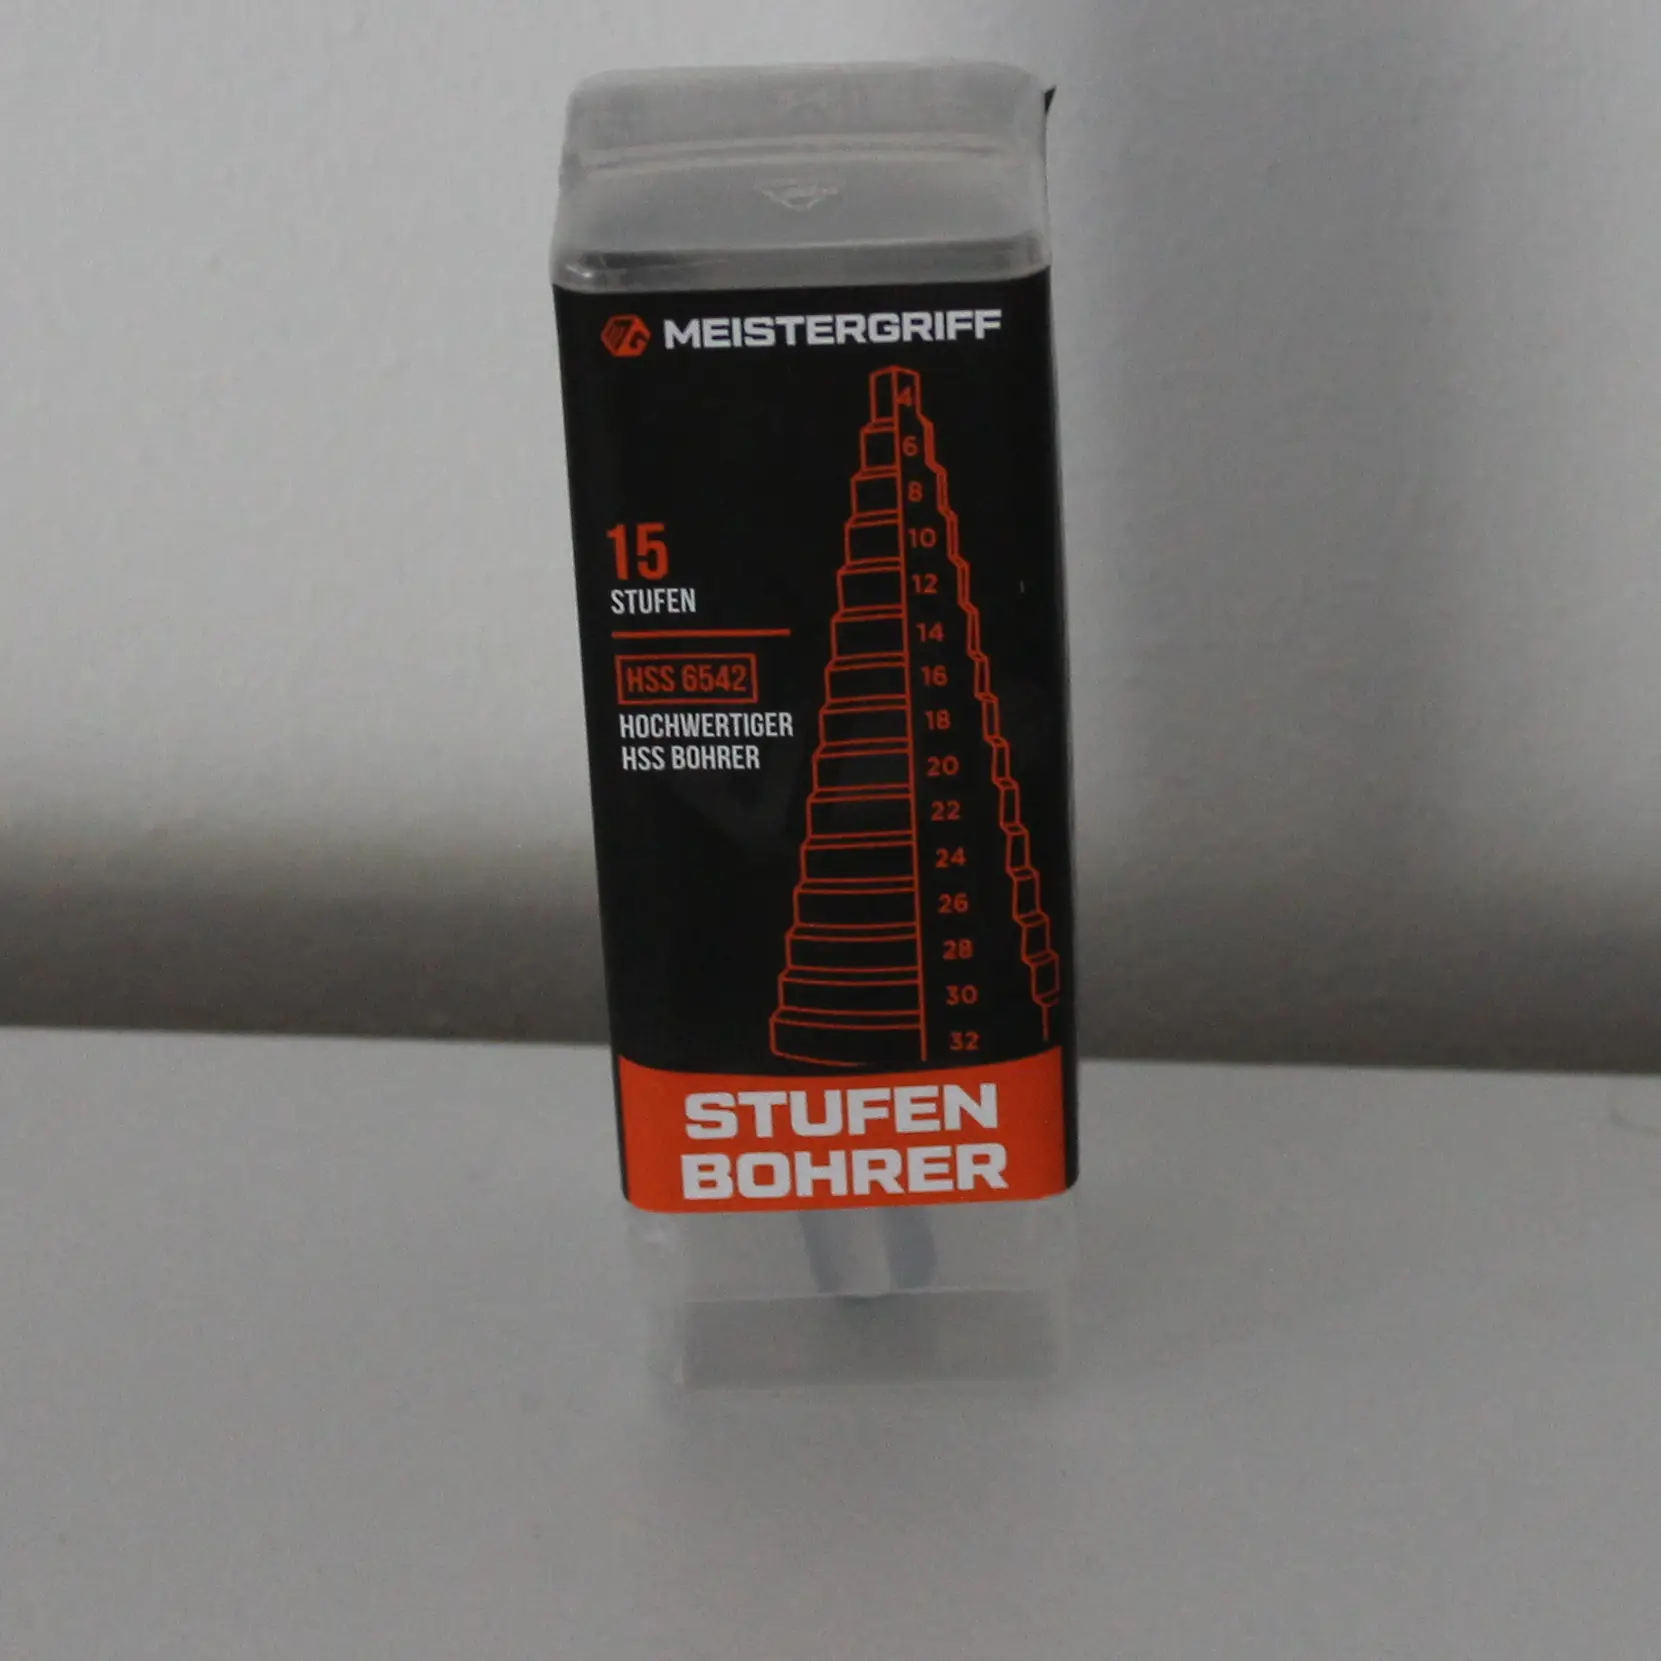 MEISTERGRIFF
4
6
8
10
12
14
16
18
20
22
24
26
28
30
32
15
STUFEN
HSS 6542
HOCHWERTIGER
HSS BOHRER
STUFEN
BOHRER